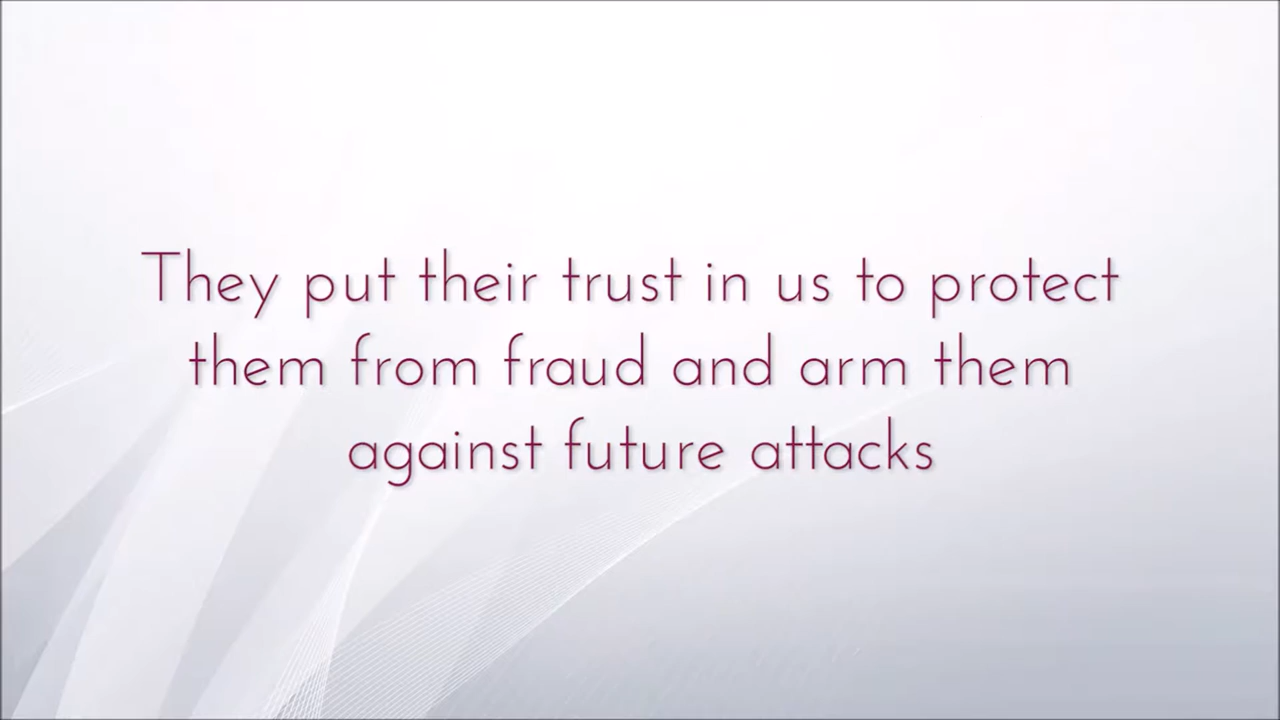 They put their trust in us to protect
them from fraud and arm them
against future attacks